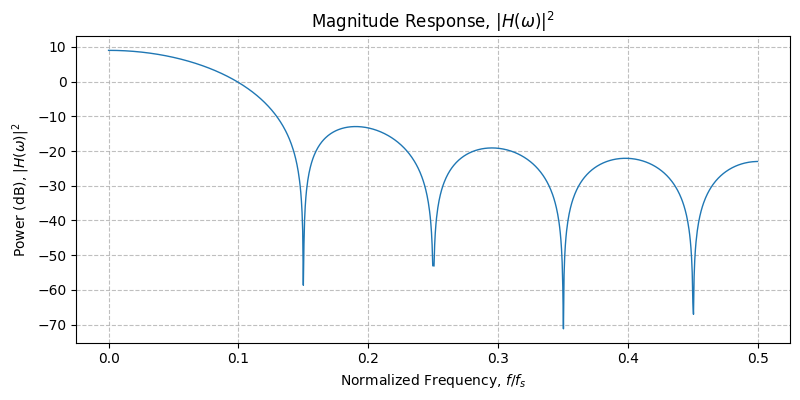 Magnitude Response, |H(ω)|²
10
0
−10
−20
−30
−40
−50
−60
−70
Power (dB), |H(ω)|²
0.0 0.1 0.2 0.3 0.4 0.5
Normalized Frequency, f/fₛ